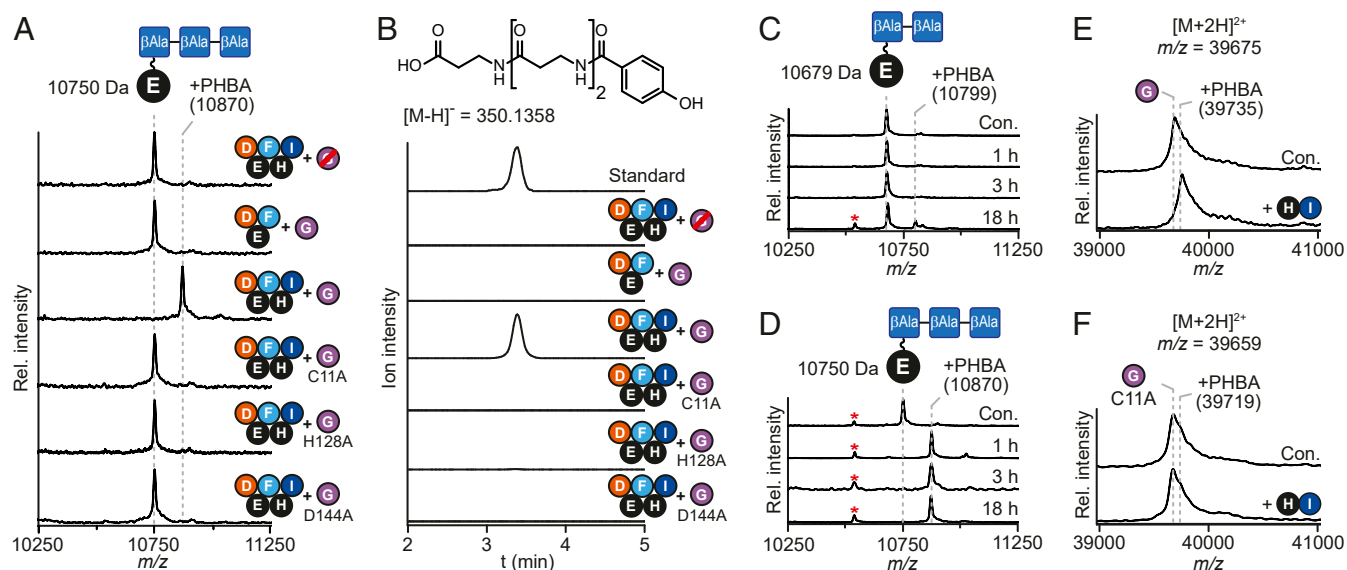 A
βAla βAla βAla
10750 Da E +PHBA
(10870)
D F I
E H + G
D F
E + G
D F I
E H + G
D F I
E H + G
C11A
D F I
E H + G
H128A
D F I
E H + G
D144A
Rel. intensity
10250 10750 11250
m/z
B
O O O
HO N H N H 2 OH
[M-H]⁻ = 350.1358
Standard
D F I
E H + G
D F
E + G
D F I
E H + G
D F I
E H + G
C11A
D F I
E H + G
H128A
D F I
E H + G
D144A
Ion intensity
2 3 4 5
t (min)
C
βAla βAla
10679 Da E +PHBA
(10799)
Con.
1 h
3 h
* 18 h
Rel. intensity
10250 10750 11250
m/z
D
βAla βAla βAla
10750 Da E +PHBA
(10870)
* Con.
* 1 h
* 3 h
* 18 h
Rel. intensity
10250 10750 11250
m/z
E
[M+2H]²⁺
m/z = 39675
G +PHBA
(39735)
Con.
+ H I
Rel. intensity
39000 40000 41000
m/z
F
[M+2H]²⁺
m/z = 39659
G
C11A
+PHBA
(39719)
Con.
+ H I
Rel. intensity
39000 40000 41000
m/z